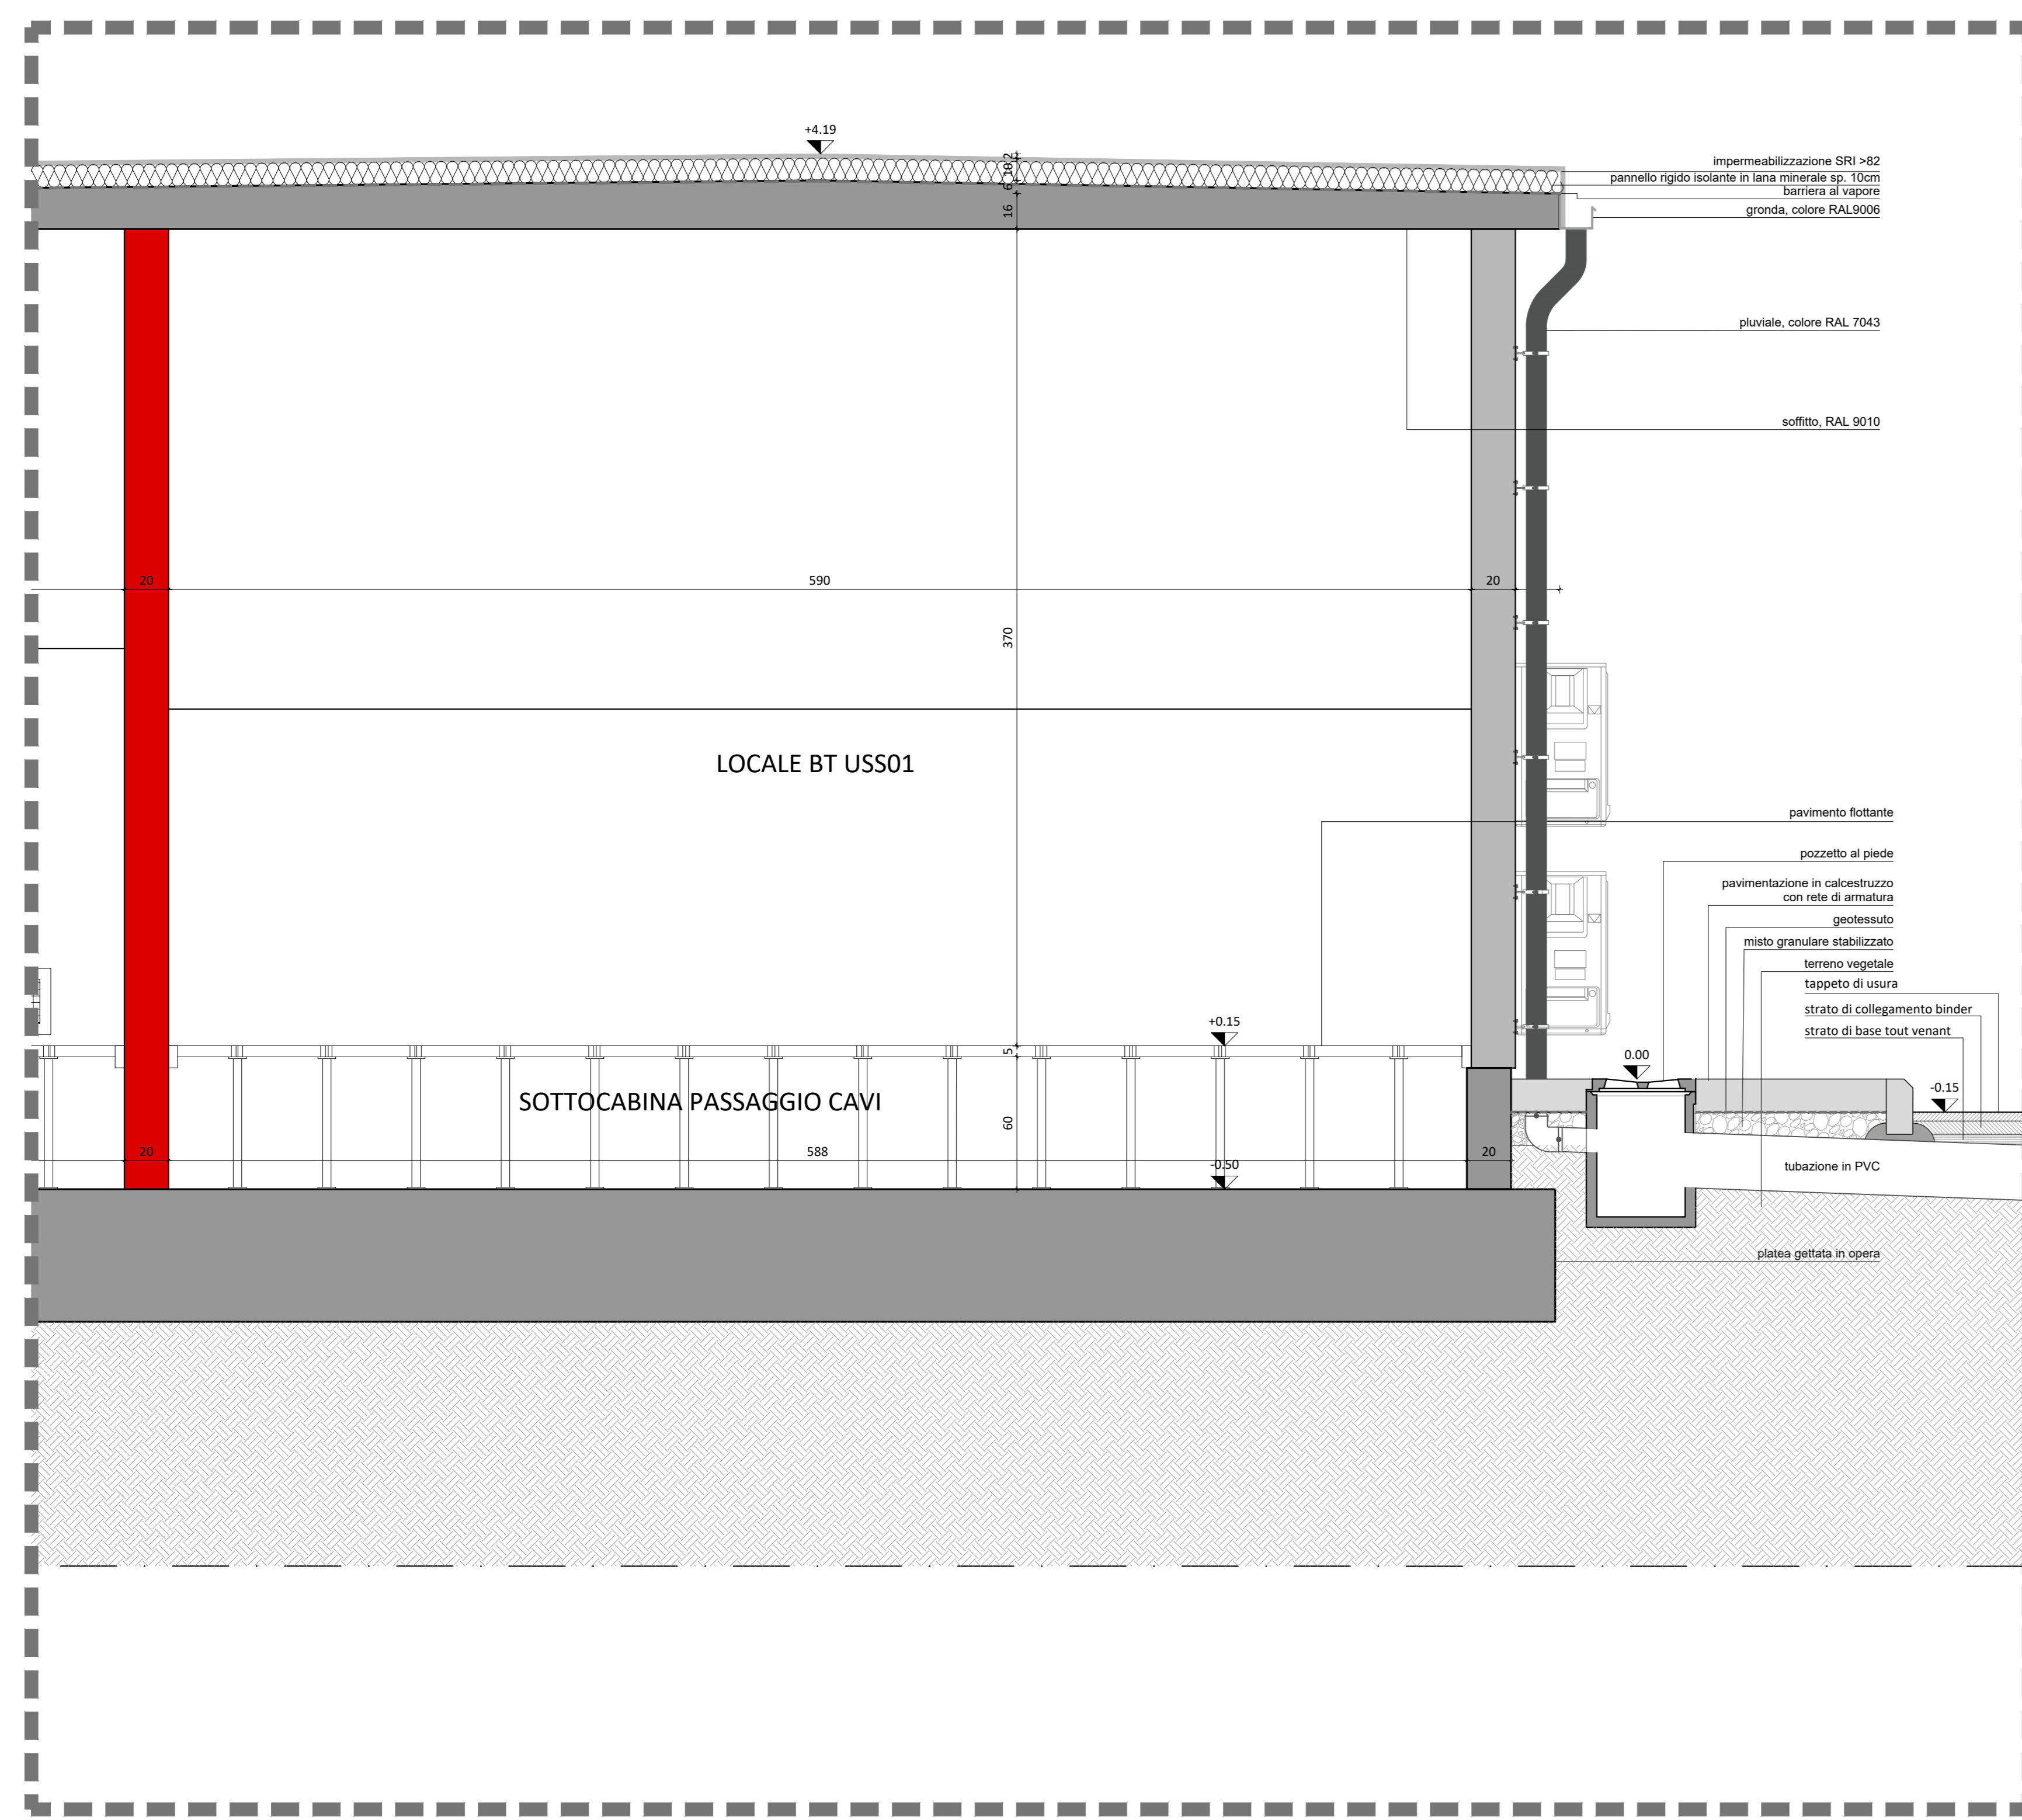 +4.19
2
10
6
16
impermeabilizzazione SRI >82
pannello rigido isolante in lana minerale sp. 10cm
barriera al vapore
gronda, colore RAL9006
pluviale, colore RAL 7043
soffitto, RAL 9010
20
590
20
370
LOCALE BT USS01
pavimento flottante
pozzetto al piede
pavimentazione in calcestruzzo
con rete di armatura
geotessuto
misto granulare stabilizzato
terreno vegetale
tappeto di usura
strato di collegamento binder
strato di base tout venant
+0.15
5
0.00
-0.15
SOTTOCABINA PASSAGGIO CAVI
60
20
588
20
-0.50
tubazione in PVC
platea gettata in opera